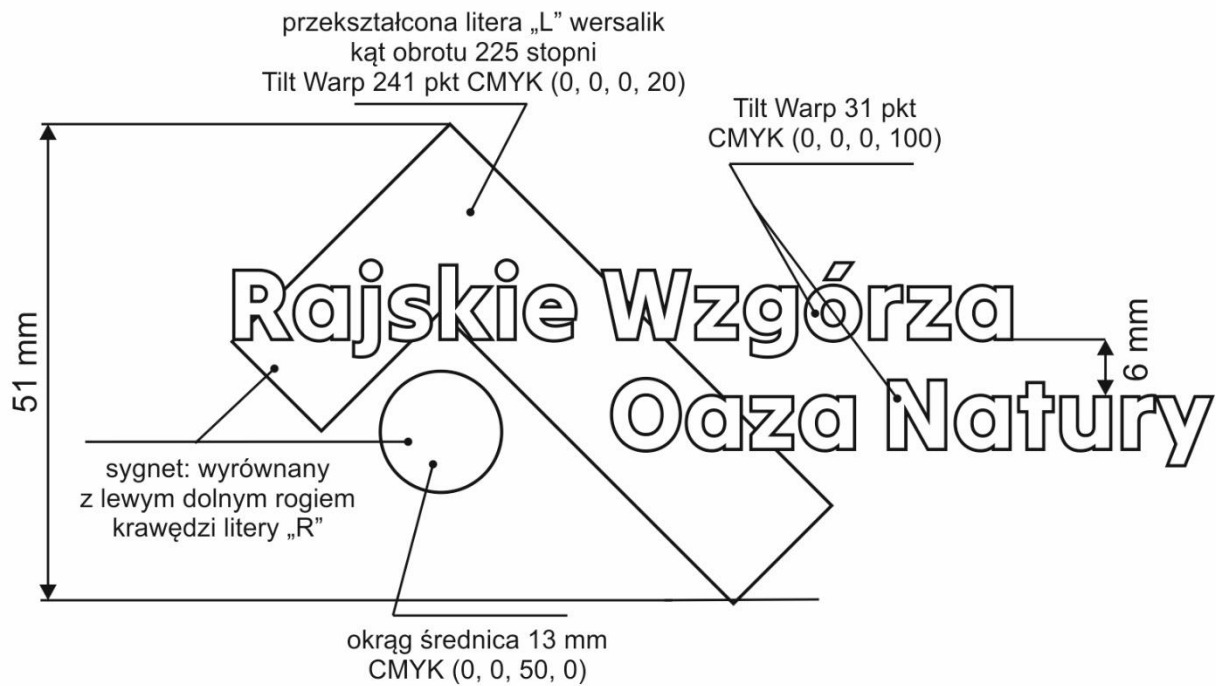 przekształcona litera „L” wersalik
kąt obrotu 225 stopni
Tilt Warp 241 pkt CMYK (0, 0, 0, 20)
Tilt Warp 31 pkt
CMYK (0, 0, 0, 100)
51 mm
Rajskie Wzgórza
6 mm
Oaza Natury
sygnet: wyrównany
z lewym dolnym rogiem
krawędzi litery „R”
okrąg średnica 13 mm
CMYK (0, 0, 50, 0)